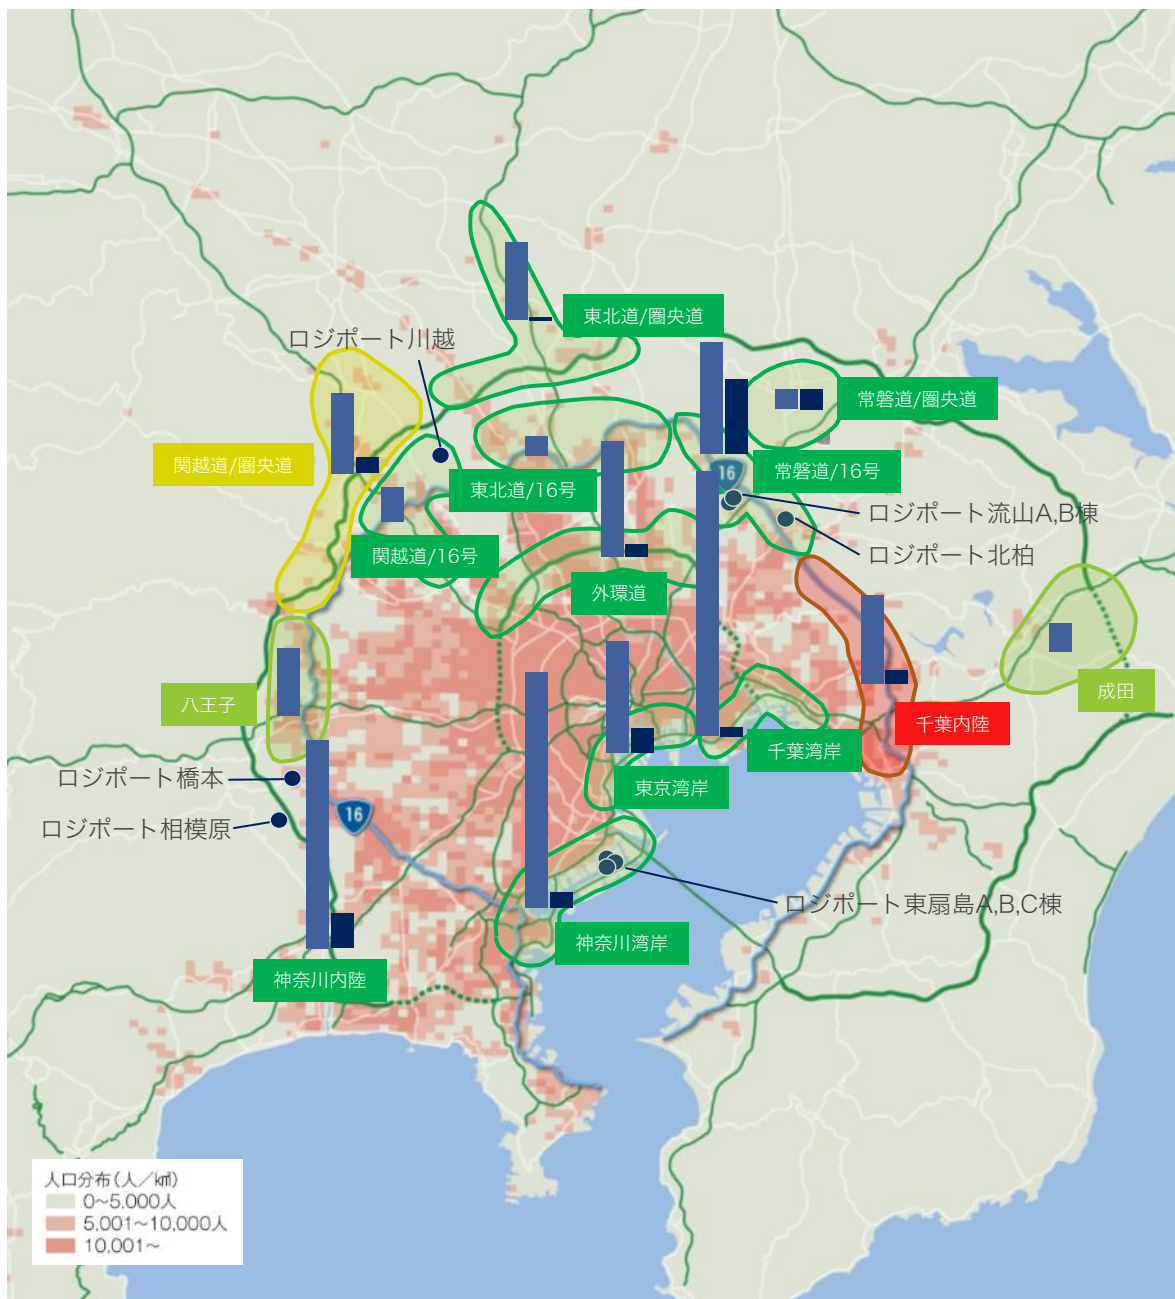 東北道/圏央道
ロジポート川越
常磐道/圏央道
関越道/圏央道
常磐道/16号
16
東北道/16号
ロジポート流山A,B棟
関越道/16号
ロジポート北柏
外環道
八王子
成田
千葉内陸
千葉湾岸
ロジポート橋本
東京湾岸
16
ロジポート相模原
ロジポート東扇島A,B,C棟
神奈川湾岸
神奈川内陸
人口分布(人/k㎡)
0〜5,000人
5,001〜10,000人
10,001〜